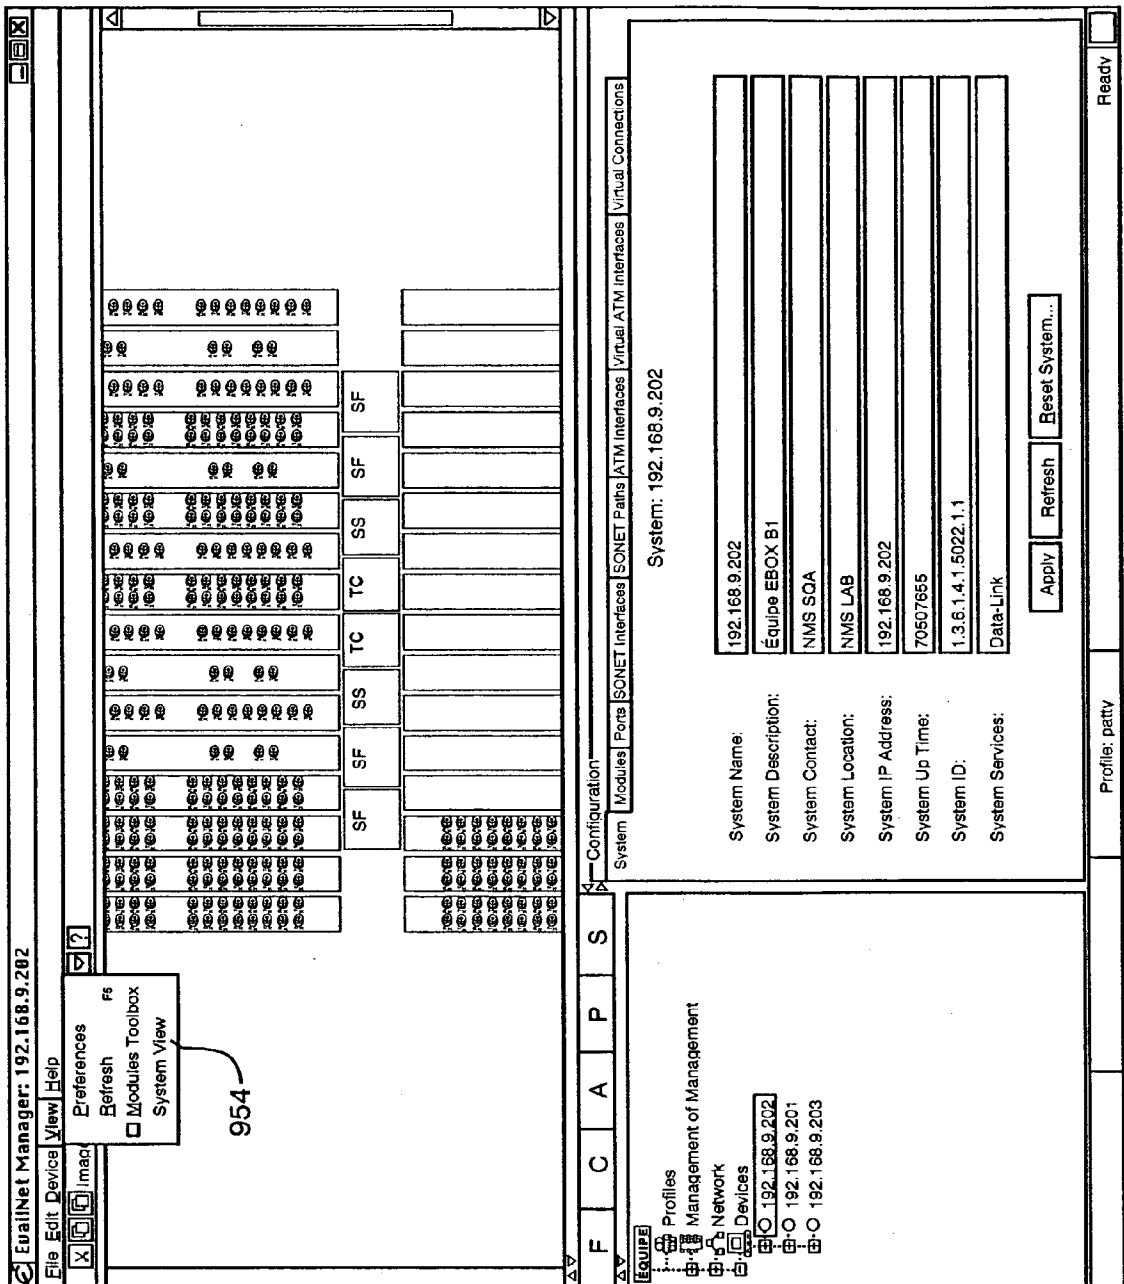 EuailNet Manager: 192.168.9.202
File Edit Device View Help
Imag
?
Preferences
Refresh F5
Modules Toolbox
System View
954
SF SF SS TC TC SS SF SF
F C A P S
EQUIPE
Profiles
Management of Management
Network
Devices
192.168.9.202
192.168.9.201
192.168.9.203
Configuration
System Modules Ports SONET Interfaces SONET Paths ATM Interfaces Virtual ATM Interfaces Virtual Connections
System: 192.168.9.202
System Name: 192.168.9.202
System Description: Equipe EBOX B1
System Contact: NMS SQA
System Location: NMS LAB
System IP Address: 192.168.9.202
System Up Time: 70507655
System ID: 1.3.6.1.4.1.5022.1.1
System Services: Data-Link
Apply Refresh Reset System...
Profile: patty Ready